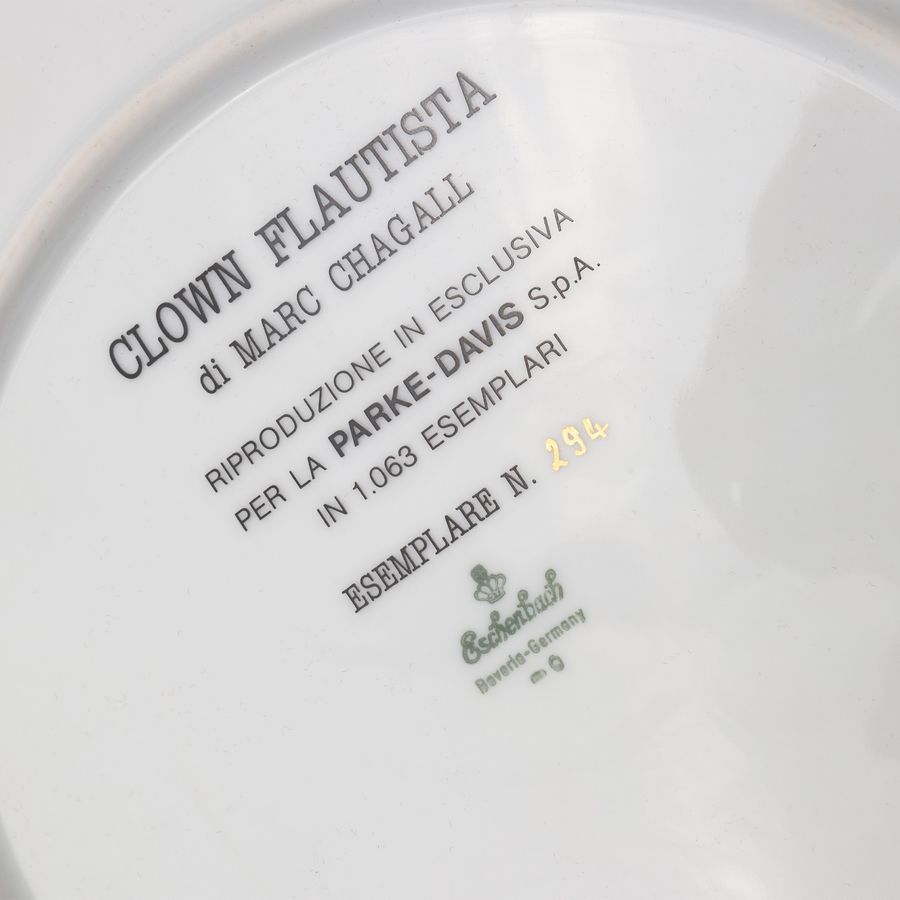 CLOWN FLAUTISTA
di MARC CHAGALL
RIPRODUZIONE IN ESCLUSIVA
PER LA PARKE-DAVIS S.p.A.
IN 1.063 ESEMPLARI
ESEMPLARE N. 294
Eschenbach
Bavaria-Germany